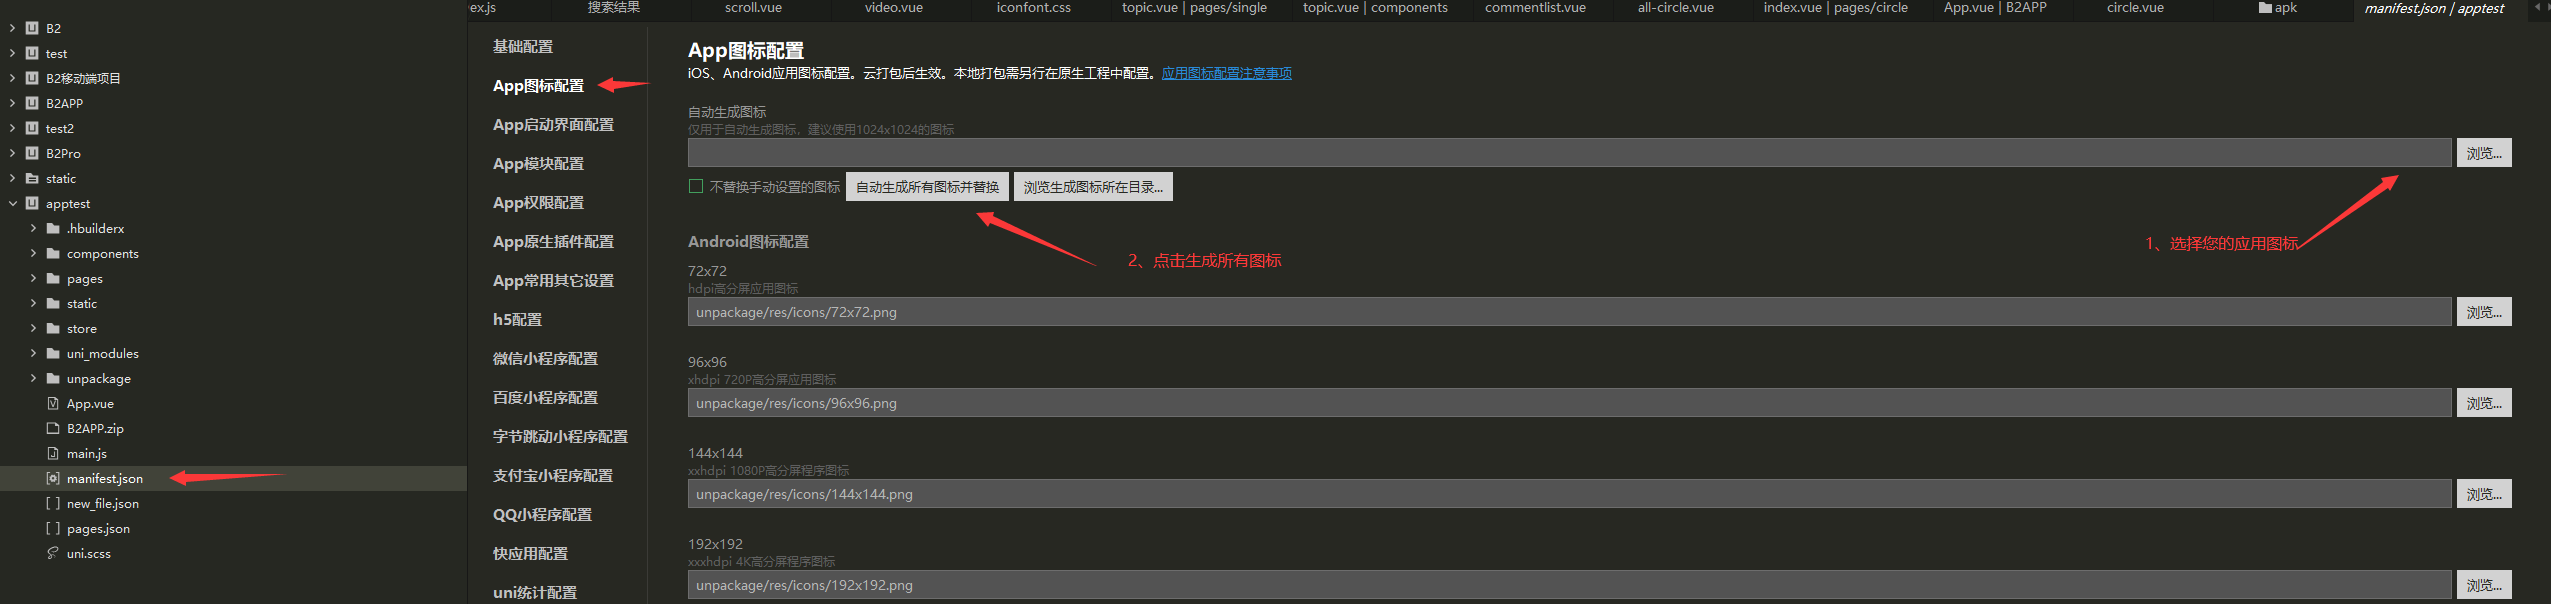 ex.js
搜索结果
scroll.vue
video.vue
iconfont.css
topic.vue | pages/single
topic.vue | components
commentlist.vue
all-circle.vue
index.vue | pages/circle
App.vue | B2APP
circle.vue
apk
manifest.json | apptest
B2
test
B2移动端项目
B2APP
test2
B2Pro
static
apptest
.hbuilderx
components
pages
static
store
uni_modules
unpackage
App.vue
B2APP.zip
main.js
manifest.json
new_file.json
pages.json
uni.scss
基础配置
App图标配置
App启动界面配置
App模块配置
App权限配置
App原生插件配置
App常用其它设置
h5配置
微信小程序配置
百度小程序配置
字节跳动小程序配置
支付宝小程序配置
QQ小程序配置
快应用配置
uni统计配置
App图标配置
iOS、Android应用图标配置。云打包后生效。本地打包需另行在原生工程中配置。应用图标配置注意事项
自动生成图标
仅用于自动生成图标，建议使用1024x1024的图标
浏览...
不替换手动设置的图标 自动生成所有图标并替换 浏览生成图标所在目录...
1、选择您的应用图标
2、点击生成所有图标
Android图标配置
72x72
hdpi高分屏应用图标
unpackage/res/icons/72x72.png
浏览...
96x96
xhdpi 720P高分屏应用图标
unpackage/res/icons/96x96.png
浏览...
144x144
xxhdpi 1080P高分屏程序图标
unpackage/res/icons/144x144.png
浏览...
192x192
xxxhdpi 4K高分屏程序图标
unpackage/res/icons/192x192.png
浏览...